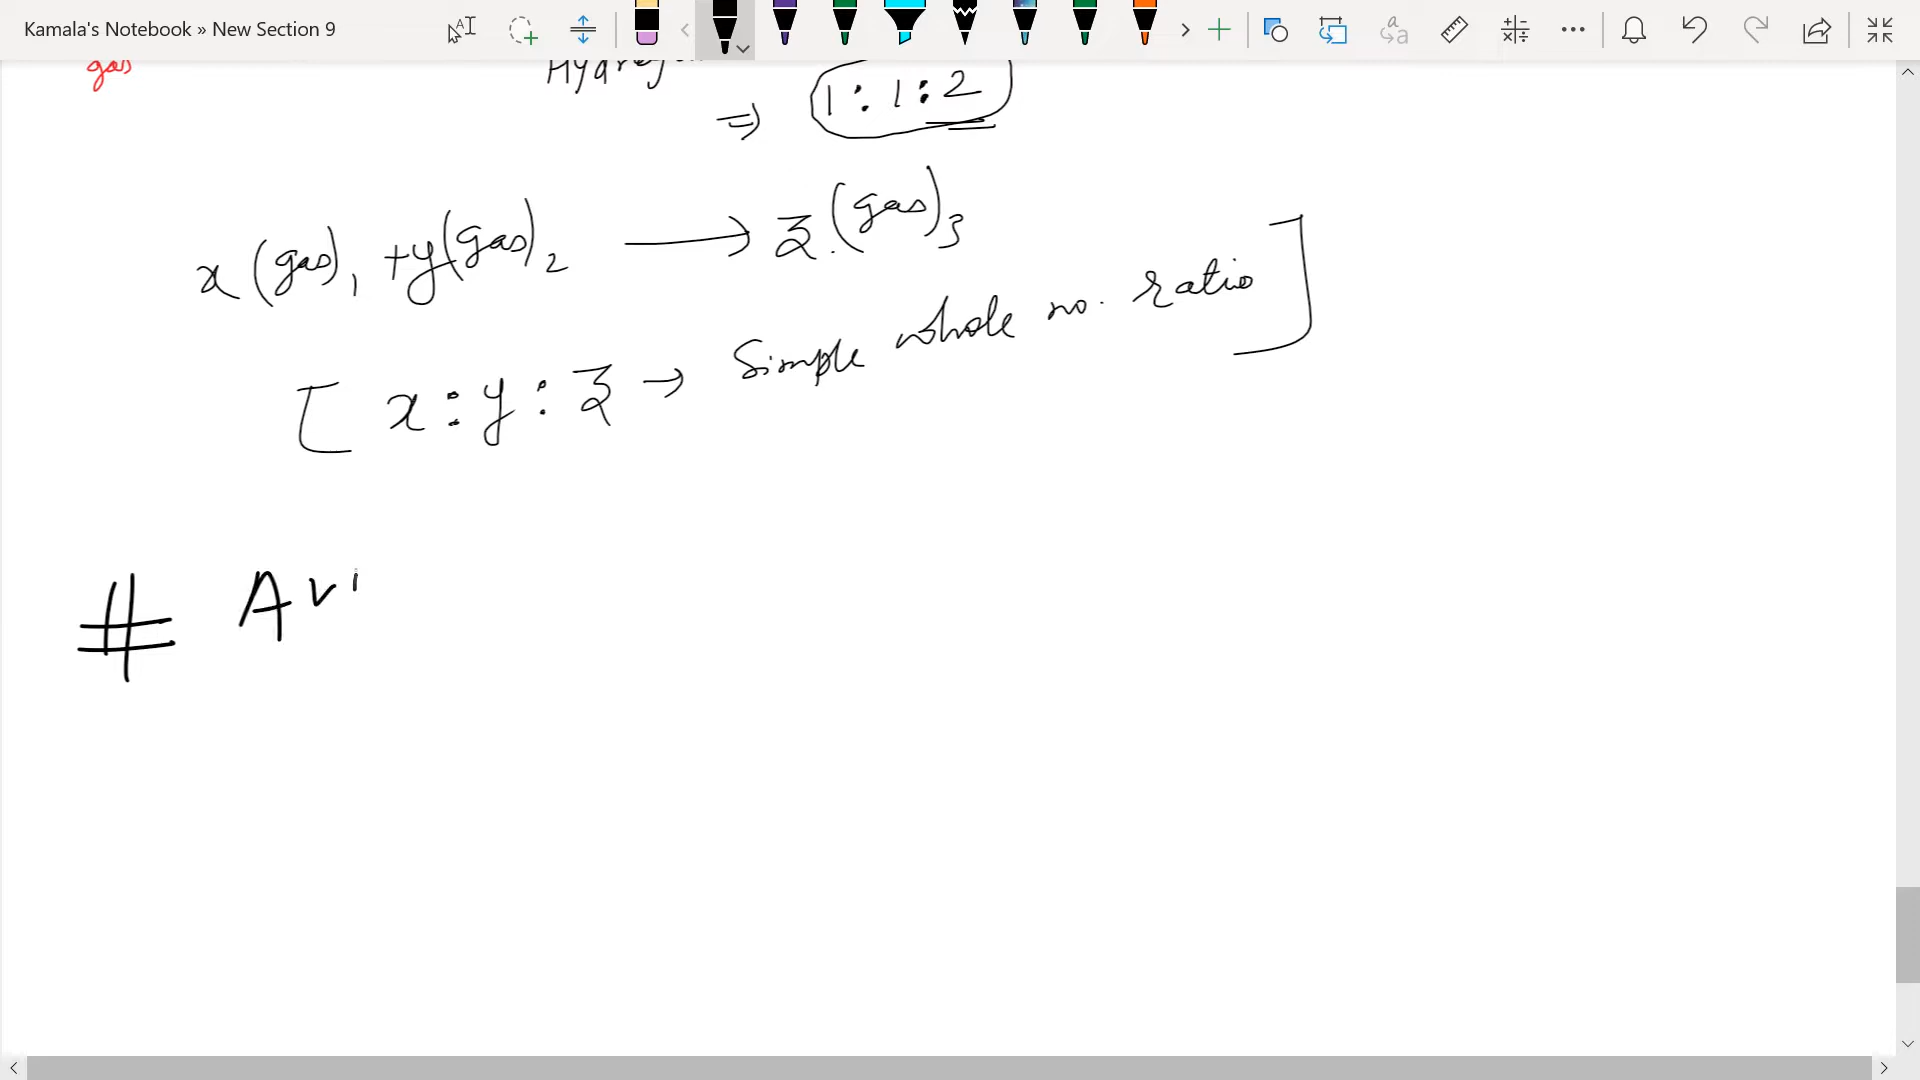 Kamala's Notebook » New Section 9
gas
⇒ 1 : 1 : 2
x (gas)₁ + y (gas)₂ ⟶ z. (gas)₃
[ x : y : z → Simple whole no. ratio ]
# Avi